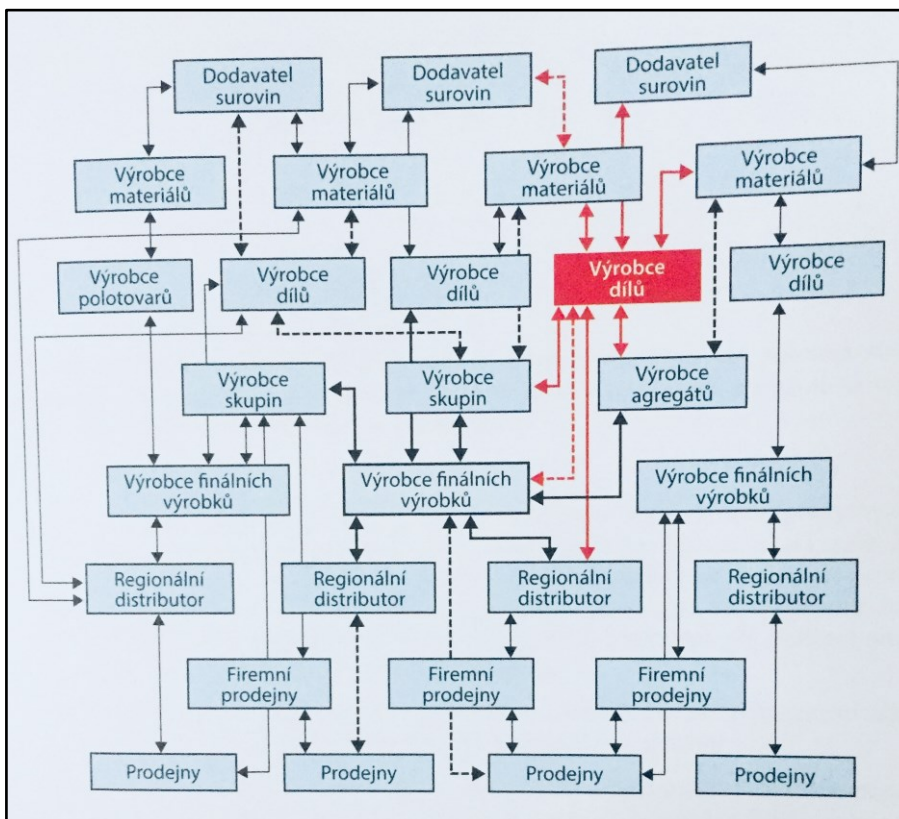 Dodavatel
surovin
Dodavatel
surovin
Dodavatel
surovin
Výrobce
materiálů
Výrobce
materiálů
Výrobce
materiálů
Výrobce
materiálů
Výrobce
polotovarů
Výrobce
dílů
Výrobce
dílů
Výrobce
dílů
Výrobce
dílů
Výrobce
skupin
Výrobce
skupin
Výrobce
agregátů
Výrobce finálních
výrobků
Výrobce finálních
výrobků
Výrobce finálních
výrobků
Regionální
distributor
Regionální
distributor
Regionální
distributor
Regionální
distributor
Firemní
prodejny
Firemní
prodejny
Firemní
prodejny
Prodejny
Prodejny
Prodejny
Prodejny